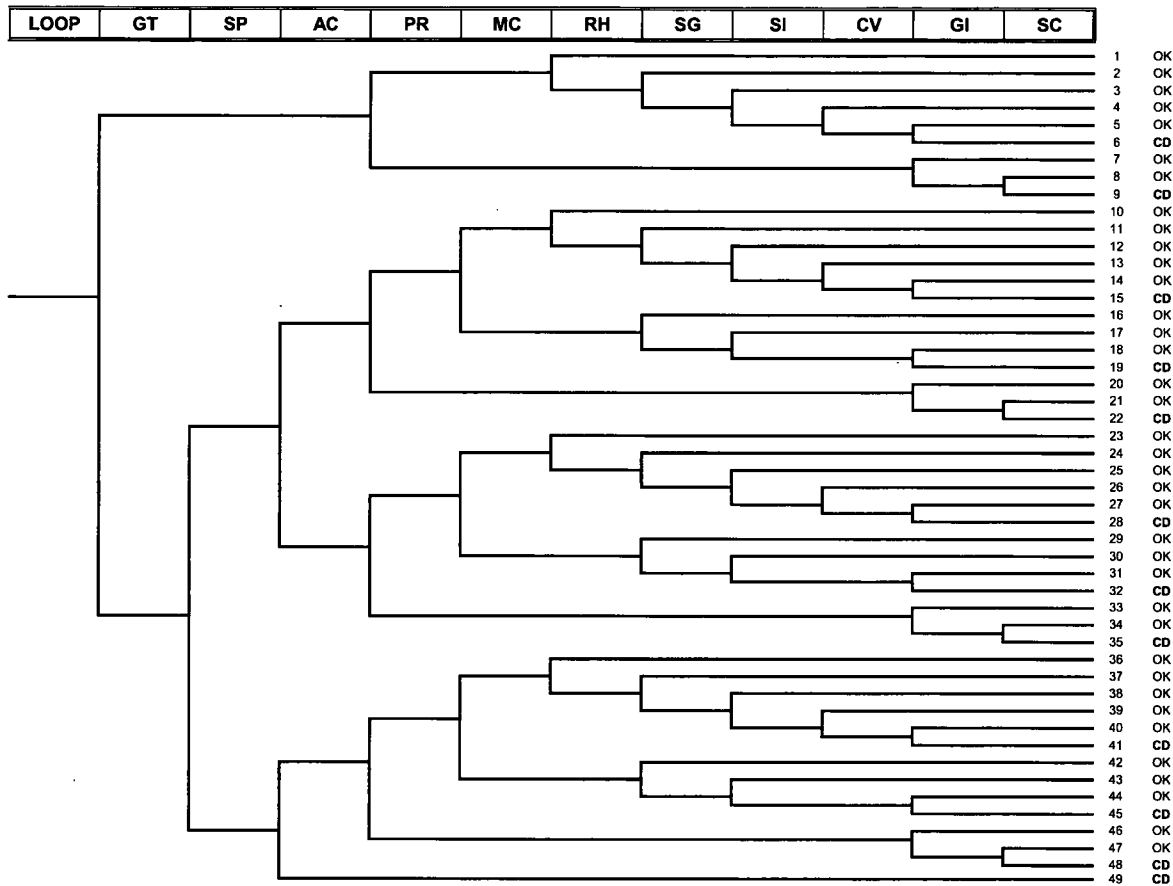 LOOP GT SP AC PR MC RH SG SI CV GI SC
1 OK
2 OK
3 OK
4 OK
5 OK
6 CD
7 OK
8 OK
9 CD
10 OK
11 OK
12 OK
13 OK
14 OK
15 CD
16 OK
17 OK
18 OK
19 CD
20 OK
21 OK
22 CD
23 OK
24 OK
25 OK
26 OK
27 OK
28 CD
29 OK
30 OK
31 OK
32 CD
33 OK
34 OK
35 CD
36 OK
37 OK
38 OK
39 OK
40 OK
41 CD
42 OK
43 OK
44 OK
45 CD
46 OK
47 OK
48 CD
49 CD